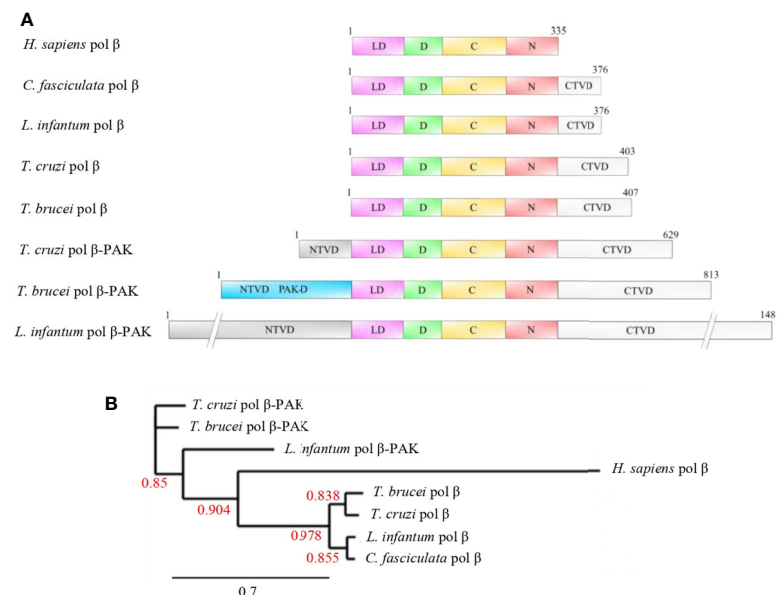 A
1 335
H. sapiens pol β LD D C N
1 376
C. fasciculata pol β LD D C N CTVD
1 376
L. infantum pol β LD D C N CTVD
1 403
T. cruzi pol β LD D C N CTVD
1 407
T. brucei pol β LD D C N CTVD
1 629
T. cruzi pol β-PAK NTVD LD D C N CTVD
1 813
T. brucei pol β-PAK NTVD PAK-D LD D C N CTVD
1 148
L. infantum pol β-PAK NTVD LD D C N CTVD
B
T. cruzi pol β-PAK
T. brucei pol β-PAK
L. infantum pol β-PAK
H. sapiens pol β
0.85
0.838 T. brucei pol β
0.904
T. cruzi pol β
0.978 L. infantum pol β
0.855 C. fasciculata pol β
0.7